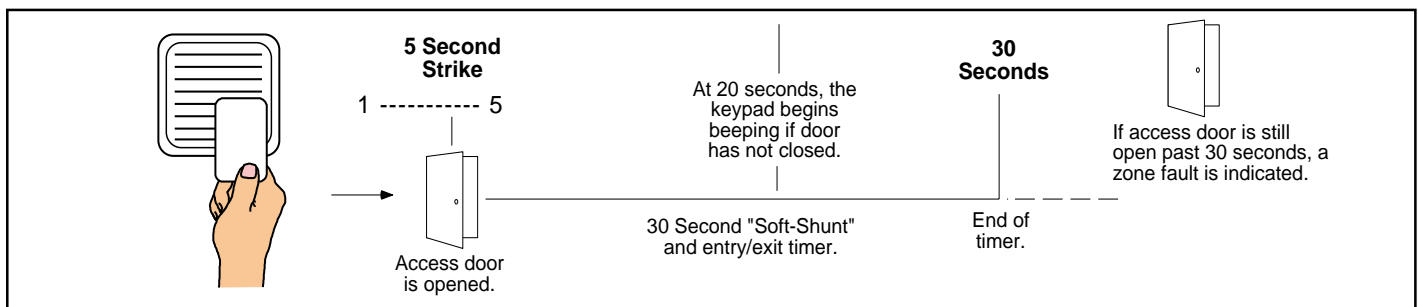 5 Second
Strike
1 ----------- 5
Access door
is opened.
At 20 seconds, the
keypad begins
beeping if door
has not closed.
30 Second "Soft-Shunt"
and entry/exit timer.
30
Seconds
End of
timer.
If access door is still
open past 30 seconds, a
zone fault is indicated.